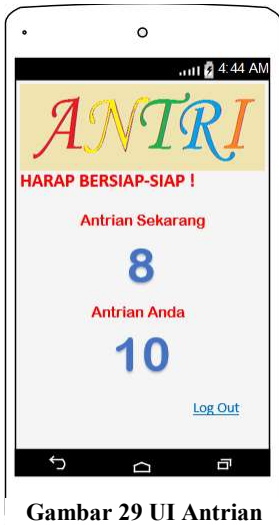 4:44 AM
ANTRI
HARAP BERSIAP-SIAP !
Antrian Sekarang
8
Antrian Anda
10
Log Out
Gambar 29 UI Antrian